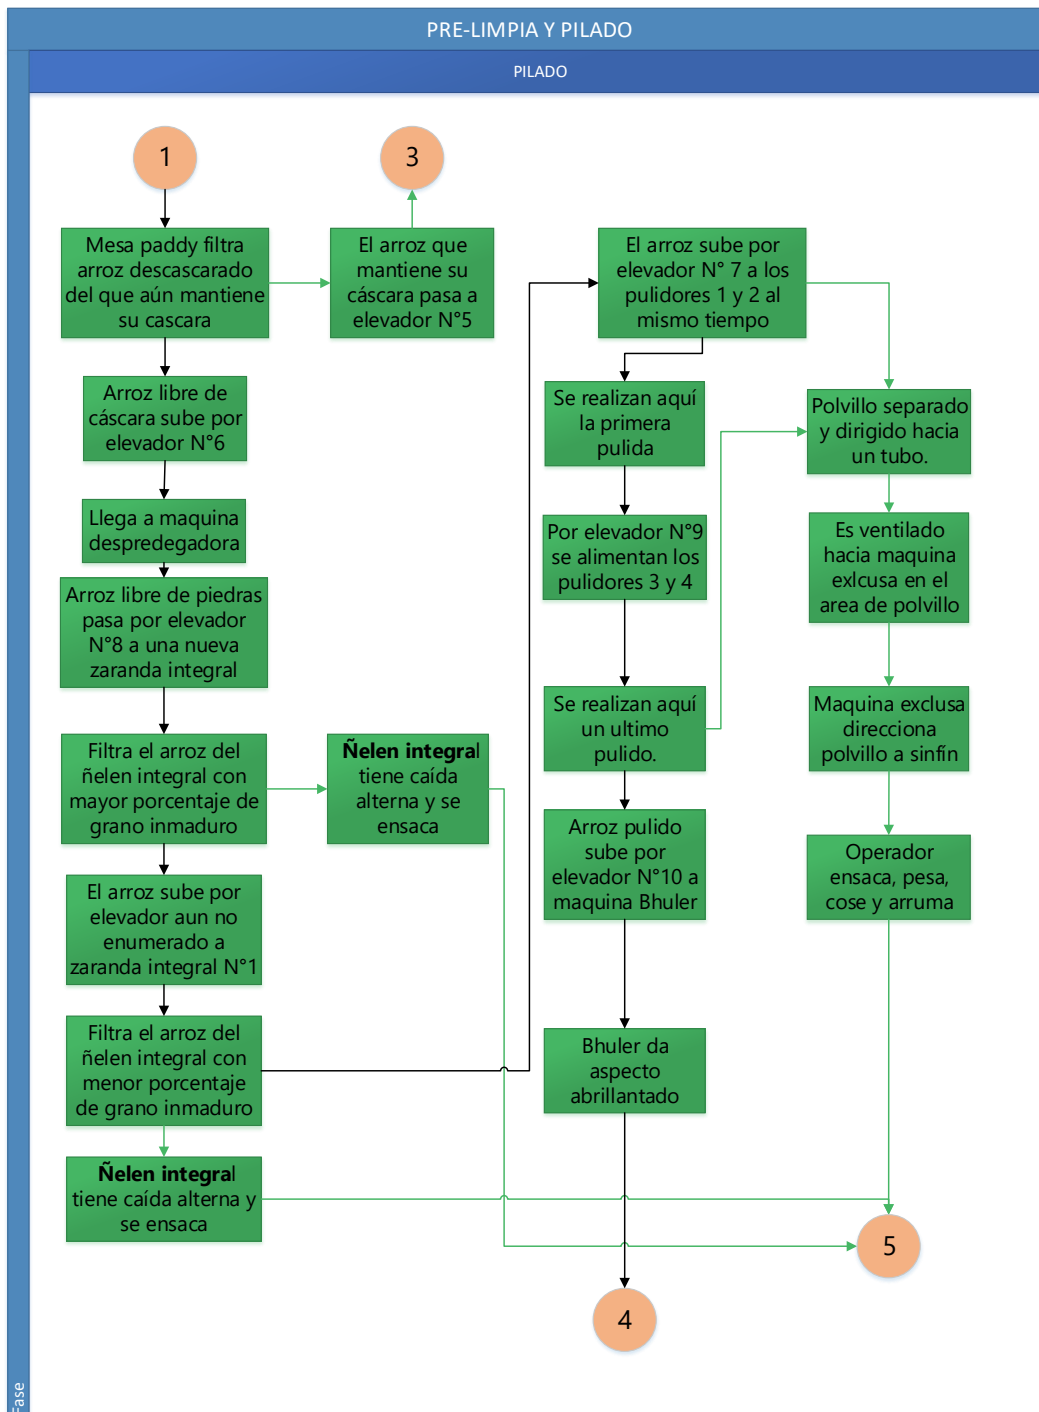 PRE-LIMPIA Y PILADO
PILADO
1
3
Mesa paddy filtra
arroz descascarado
del que aún mantiene
su cascara
El arroz que
mantiene su
cáscara pasa a
elevador N°5
El arroz sube por
elevador N° 7 a los
pulidores 1 y 2 al
mismo tiempo
Arroz libre de
cáscara sube por
elevador N°6
Se realizan aquí
la primera
pulida
Polvillo separado
y dirigido hacia
un tubo.
Llega a maquina
despredegadora
Por elevador N°9
se alimentan los
pulidores 3 y 4
Es ventilado
hacia maquina
exlcusa en el
area de polvillo
Arroz libre de piedras
pasa por elevador
N°8 a una nueva
zaranda integral
Se realizan aquí
un ultimo
pulido.
Maquina exclusa
direcciona
polvillo a sinfín
Filtra el arroz del
ñelen integral con
mayor porcentaje de
grano inmaduro
Ñelen integral
tiene caída
alterna y se
ensaca
Arroz pulido
sube por
elevador N°10 a
maquina Bhuler
Operador
ensaca, pesa,
cose y arruma
El arroz sube por
elevador aun no
enumerado a
zaranda integral N°1
Filtra el arroz del
ñelen integral con
menor porcentaje
de grano inmaduro
Bhuler da
aspecto
abrillantado
Ñelen integral
tiene caída alterna y
se ensaca
5
4
Fase